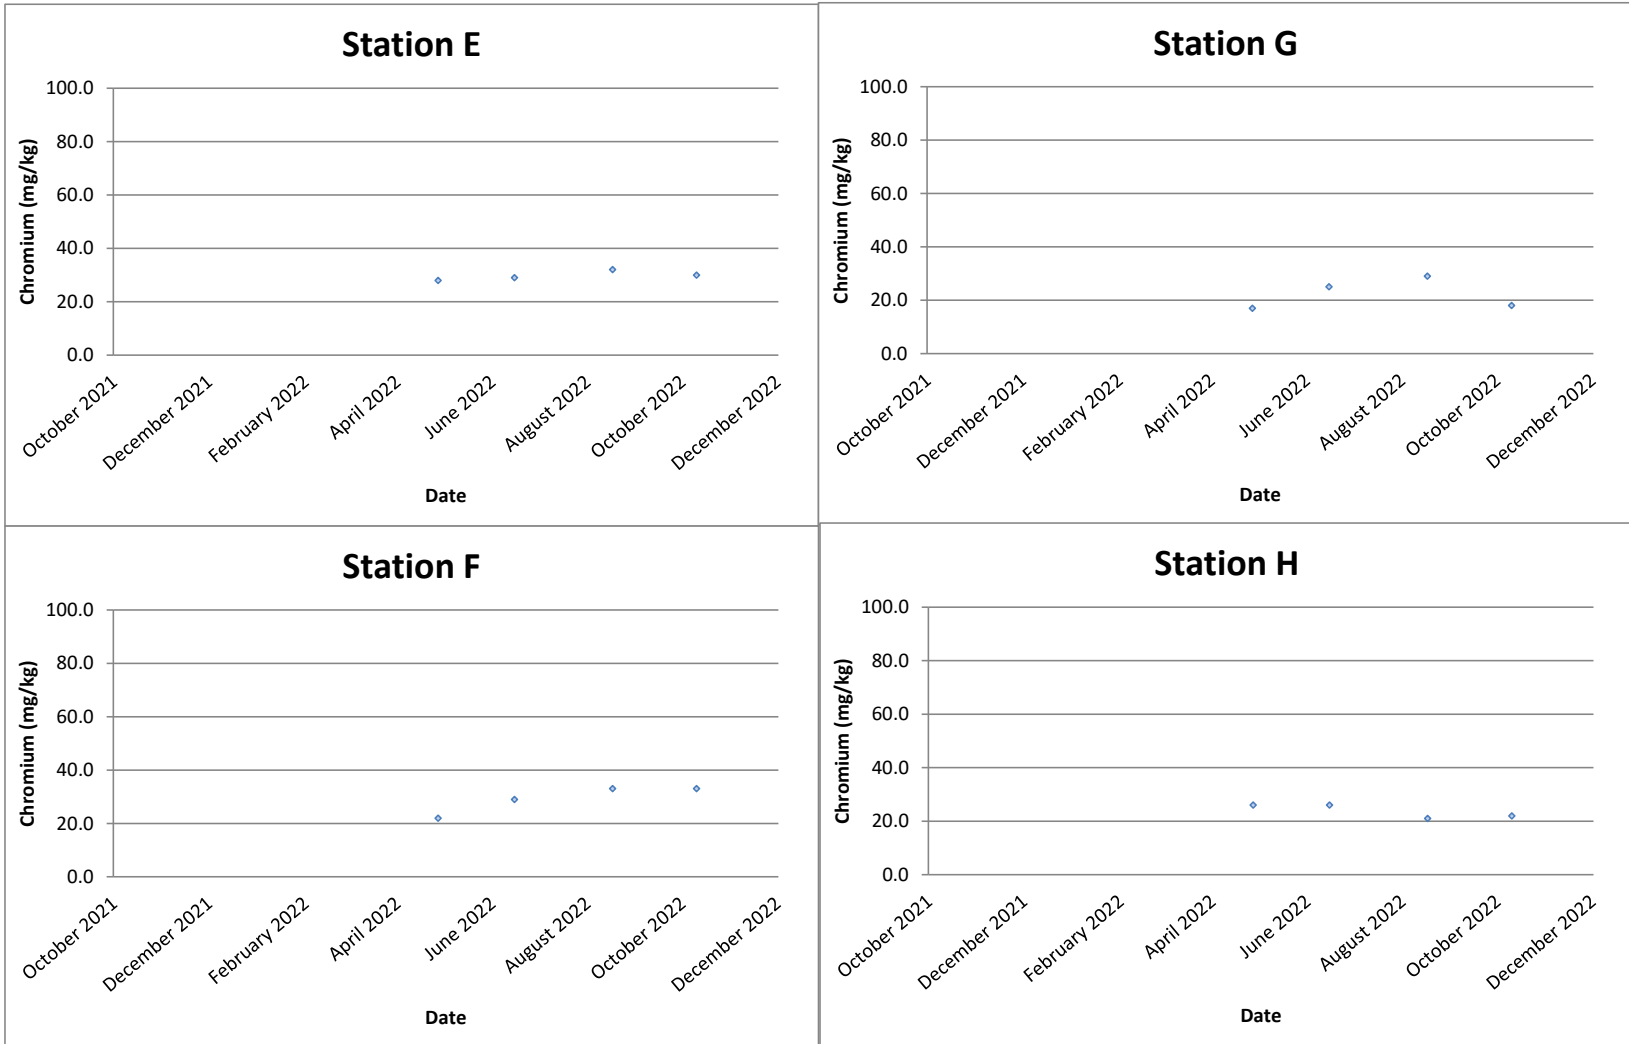 Station E
100.0
80.0
60.0
40.0
20.0
0.0
Chromium (mg/kg)
October 2021
December 2021
February 2022
April 2022
June 2022
August 2022
October 2022
December 2022
Date
Station G
100.0
80.0
60.0
40.0
20.0
0.0
Chromium (mg/kg)
October 2021
December 2021
February 2022
April 2022
June 2022
August 2022
October 2022
December 2022
Date
Station F
100.0
80.0
60.0
40.0
20.0
0.0
Chromium (mg/kg)
October 2021
December 2021
February 2022
April 2022
June 2022
August 2022
October 2022
December 2022
Date
Station H
100.0
80.0
60.0
40.0
20.0
0.0
Chromium (mg/kg)
October 2021
December 2021
February 2022
April 2022
June 2022
August 2022
October 2022
December 2022
Date